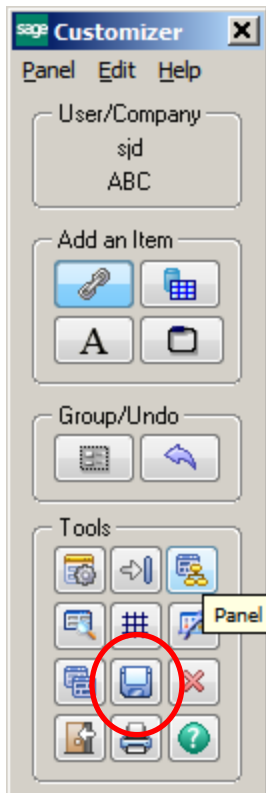 sage Customizer
Panel Edit Help
User/Company
sjd
ABC
Add an Item
A
Group/Undo
Tools
Panel
?